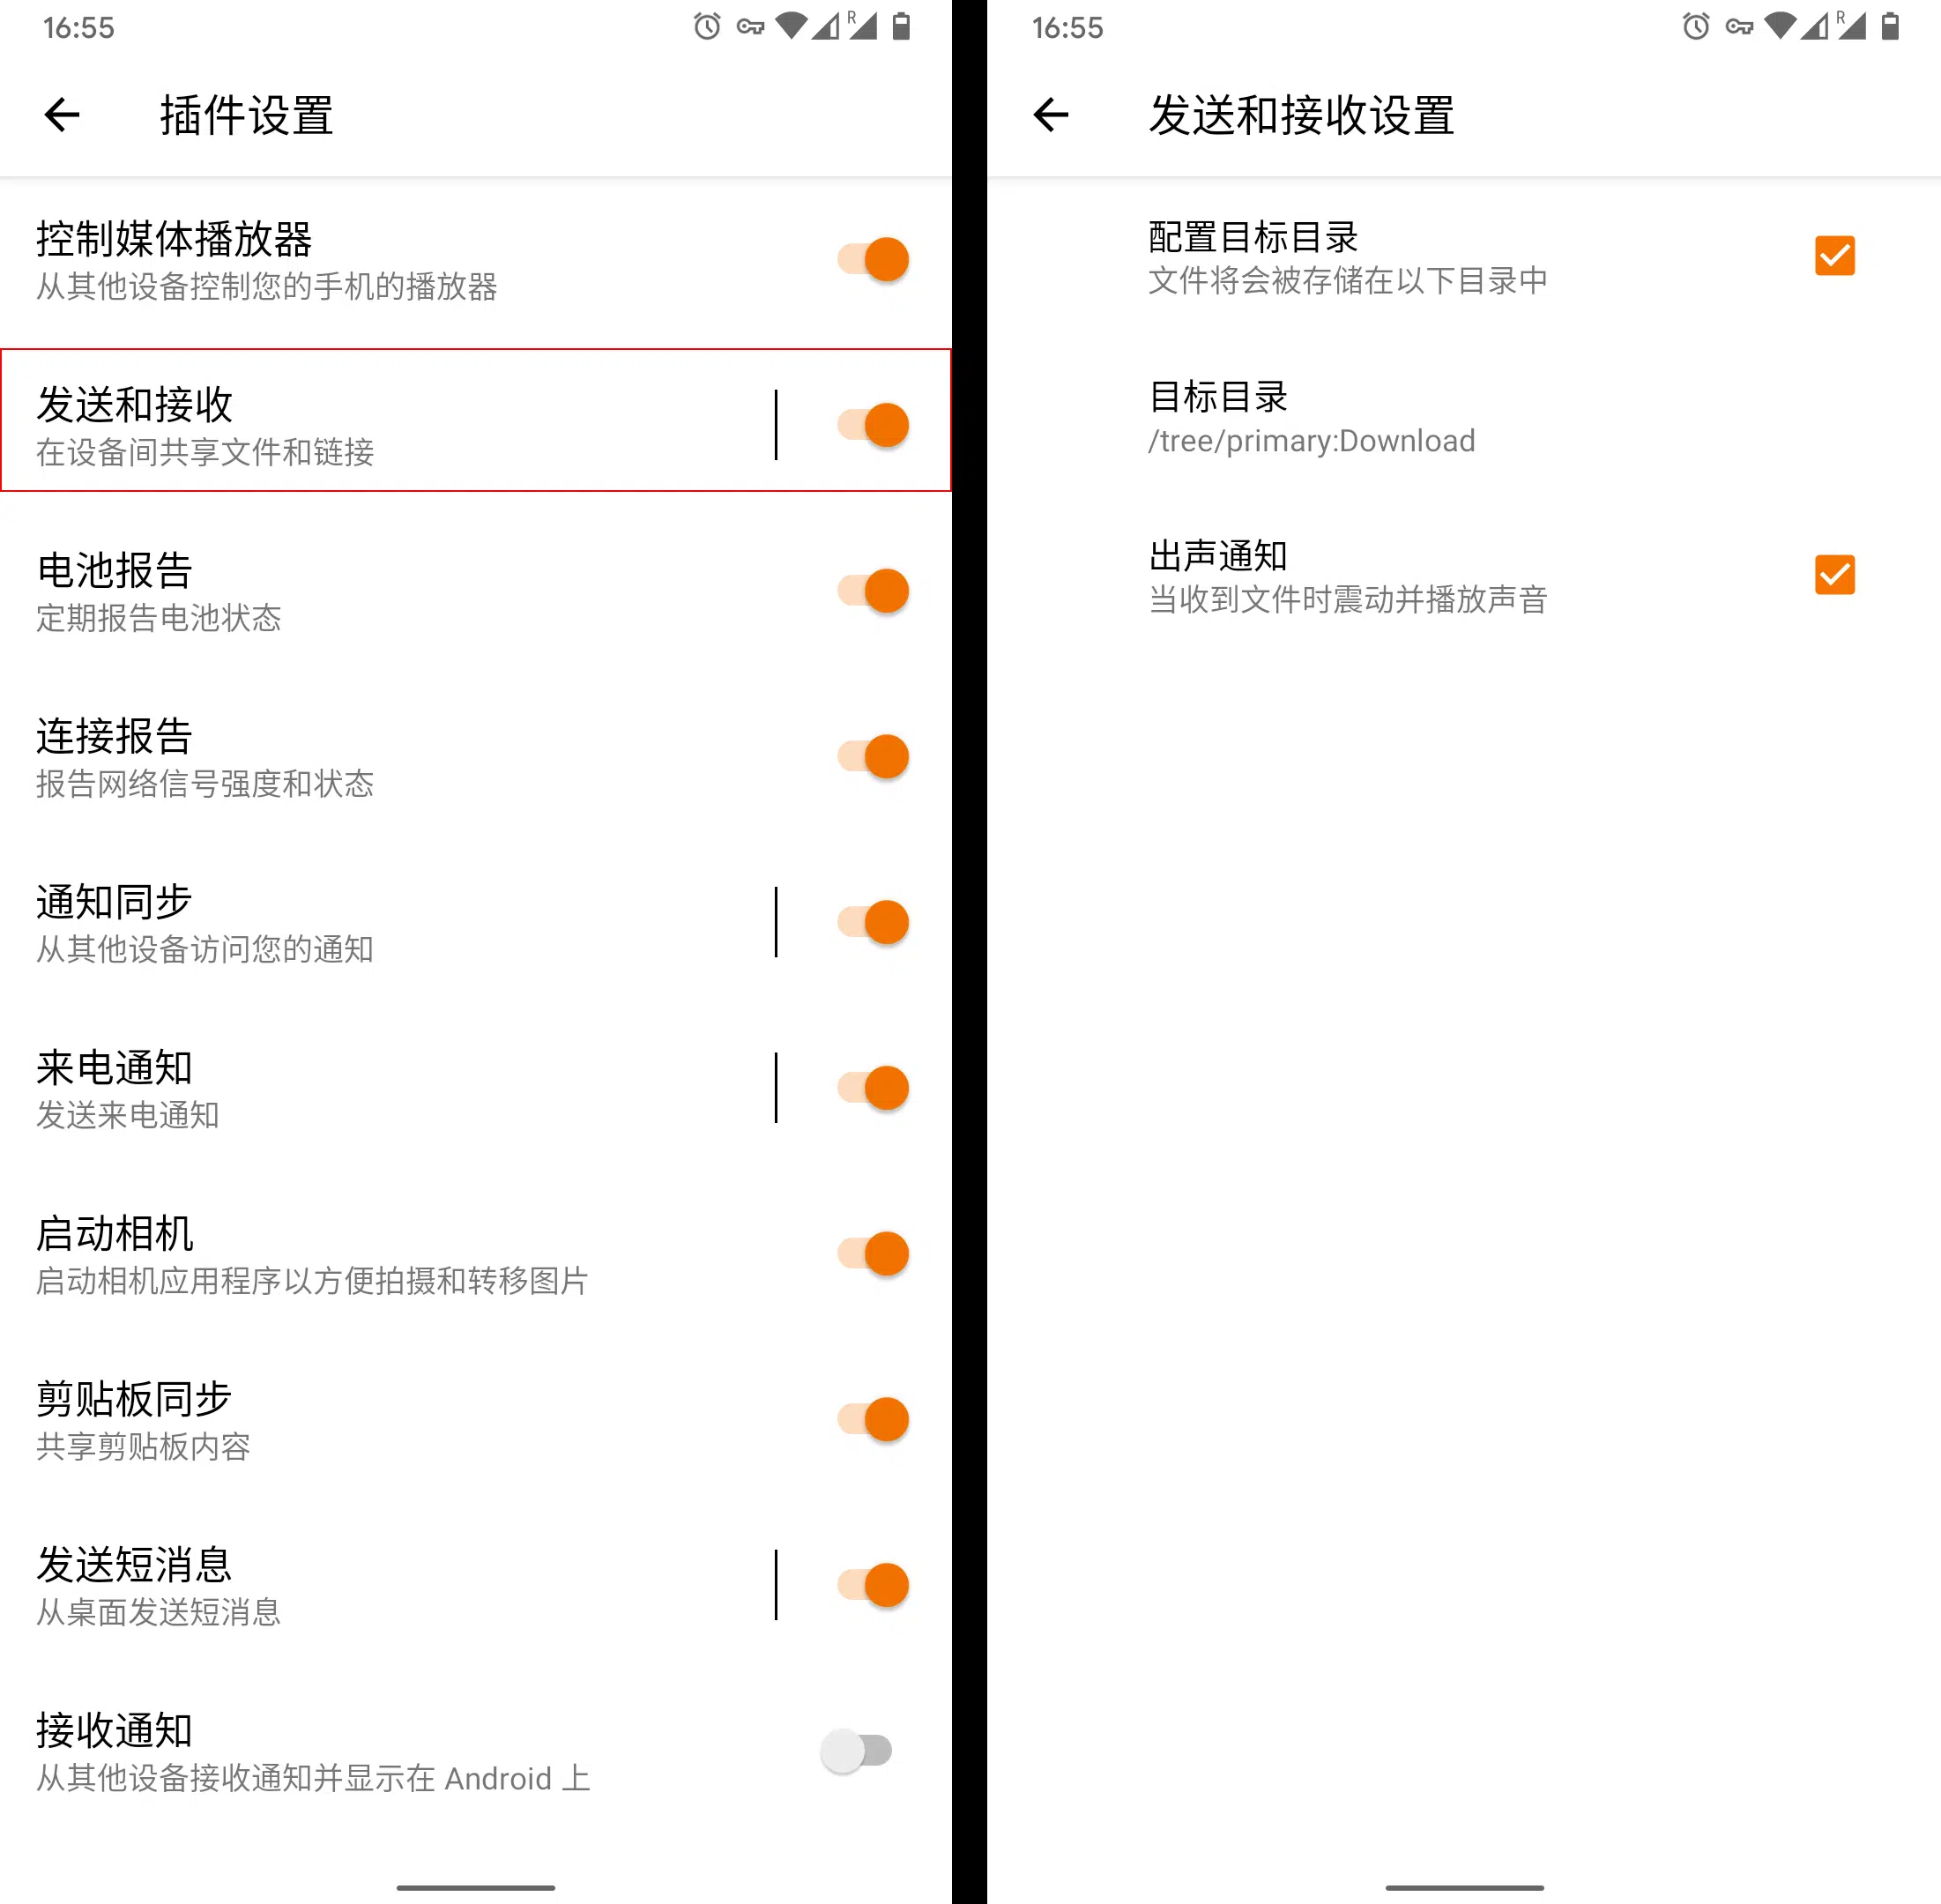 16:55
R
插件设置
控制媒体播放器
从其他设备控制您的手机的播放器
发送和接收
在设备间共享文件和链接
电池报告
定期报告电池状态
连接报告
报告网络信号强度和状态
通知同步
从其他设备访问您的通知
来电通知
发送来电通知
启动相机
启动相机应用程序以方便拍摄和转移图片
剪贴板同步
共享剪贴板内容
发送短消息
从桌面发送短消息
接收通知
从其他设备接收通知并显示在 Android 上
16:55
R
发送和接收设置
配置目标目录
文件将会被存储在以下目录中
目标目录
/tree/primary:Download
出声通知
当收到文件时震动并播放声音